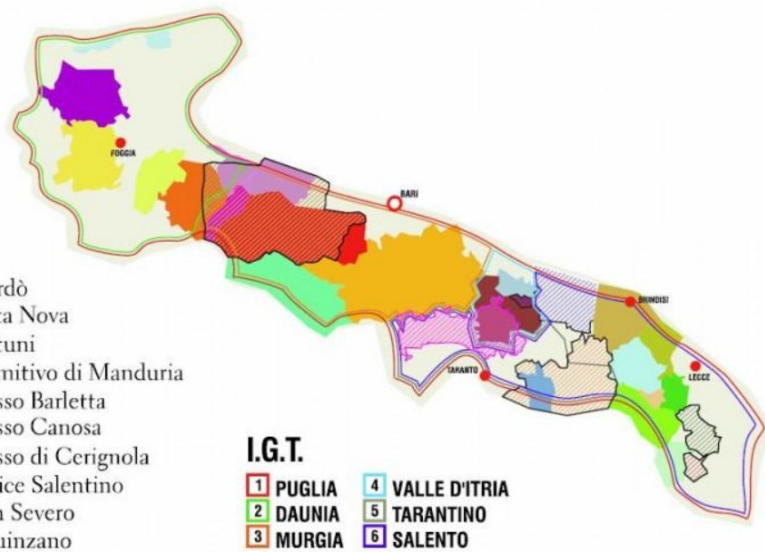 FOGGIA
BARI
BRINDISI
TARANTO
LECCE
rdò
ta Nova
tuni
mitivo di Manduria
sso Barletta
sso Canosa
sso di Cerignola
ice Salentino
n Severo
uinzano
I.G.T.
1 PUGLIA
2 DAUNIA
3 MURGIA
4 VALLE D'ITRIA
5 TARANTINO
6 SALENTO